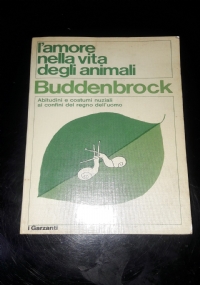 l'amore
nella vita
degli animali
Buddenbrock
Abitudini e costumi nuziali
ai confini del regno dell'uomo
i Garzanti